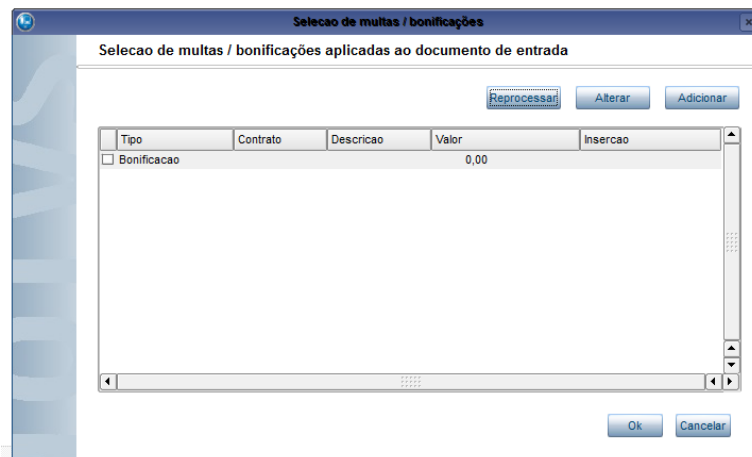 Selecao de multas / bonificações
Selecao de multas / bonificações aplicadas ao documento de entrada
Reprocessar Alterar Adicionar
Tipo Contrato Descricao Valor Insercao
Bonificacao 0,00
Ok Cancelar